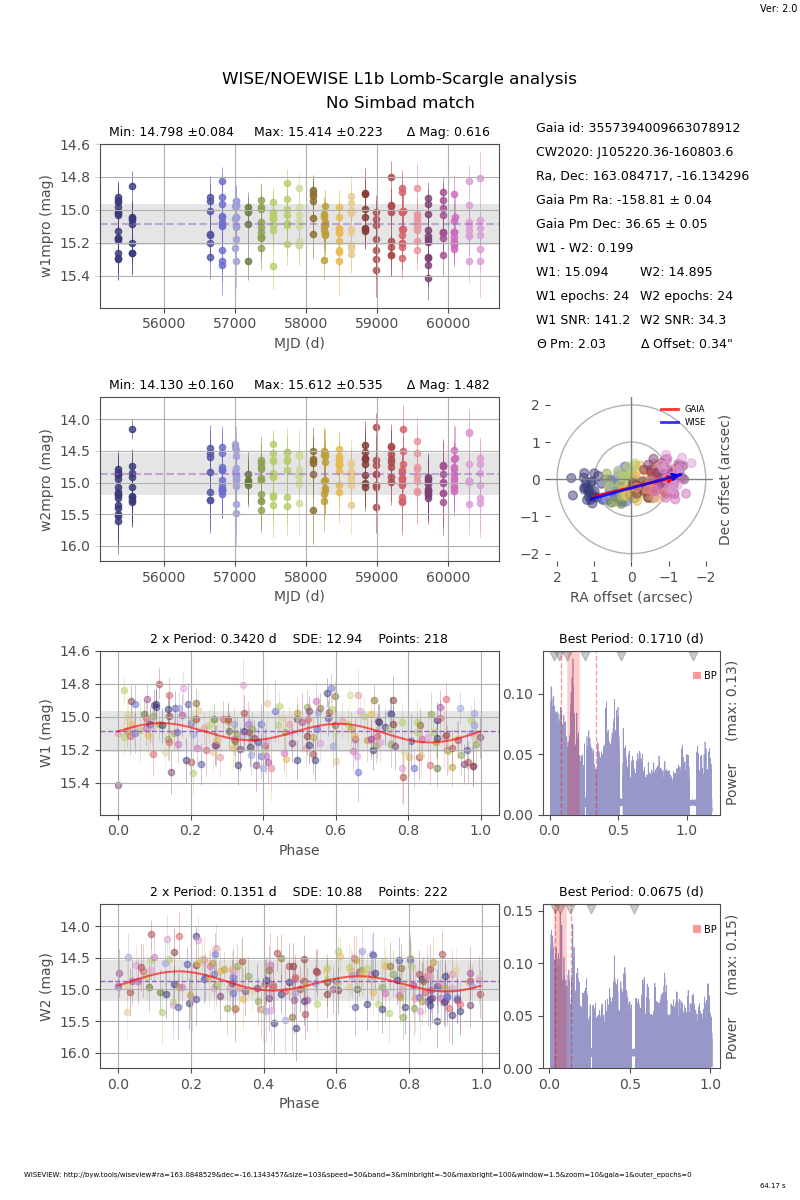 Ver: 2.0
WISE/NOEWISE L1b Lomb-Scargle analysis
No Simbad match
Min: 14.798 ±0.084 Max: 15.414 ±0.223 Δ Mag: 0.616
14.6
14.8
15.0
15.2
15.4
w1mpro (mag)
56000 57000 58000 59000 60000
MJD (d)
Gaia id: 3557394009663078912
CW2020: J105220.36-160803.6
Ra, Dec: 163.084717, -16.134296
Gaia Pm Ra: -158.81 ± 0.04
Gaia Pm Dec: 36.65 ± 0.05
W1 - W2: 0.199
W1: 15.094 W2: 14.895
W1 epochs: 24 W2 epochs: 24
W1 SNR: 141.2 W2 SNR: 34.3
Θ Pm: 2.03 Δ Offset: 0.34"
Min: 14.130 ±0.160 Max: 15.612 ±0.535 Δ Mag: 1.482
14.0
14.5
15.0
15.5
16.0
w2mpro (mag)
56000 57000 58000 59000 60000
MJD (d)
GAIA
WISE
2
1
0
−1
−2
2 1 0 −1 −2
RA offset (arcsec)
Dec offset (arcsec)
2 x Period: 0.3420 d SDE: 12.94 Points: 218
14.6
14.8
15.0
15.2
15.4
W1 (mag)
0.0 0.2 0.4 0.6 0.8 1.0
Phase
Best Period: 0.1710 (d)
BP
0.10
0.05
0.00
0.0 0.5 1.0
Power (max: 0.13)
2 x Period: 0.1351 d SDE: 10.88 Points: 222
14.0
14.5
15.0
15.5
16.0
W2 (mag)
0.0 0.2 0.4 0.6 0.8 1.0
Phase
Best Period: 0.0675 (d)
BP
0.15
0.10
0.05
0.00
0.0 0.5 1.0
Power (max: 0.15)
WISEVIEW: http://byw.tools/wiseview#ra=163.0848529&dec=-16.1343457&size=103&speed=50&band=3&minbright=-50&maxbright=100&window=1.5&zoom=10&gaia=1&outer_epochs=0
64.17 s